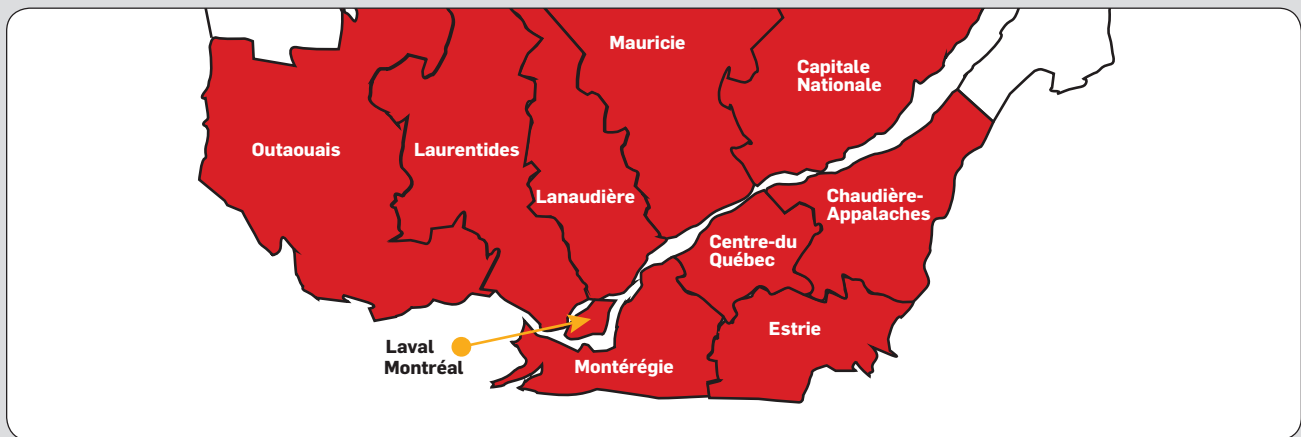 Mauricie
Capitale
Nationale
Outaouais
Laurentides
Lanaudière
Chaudière-
Appalaches
Centre-du
Québec
Estrie
Laval
Montréal
Montérégie